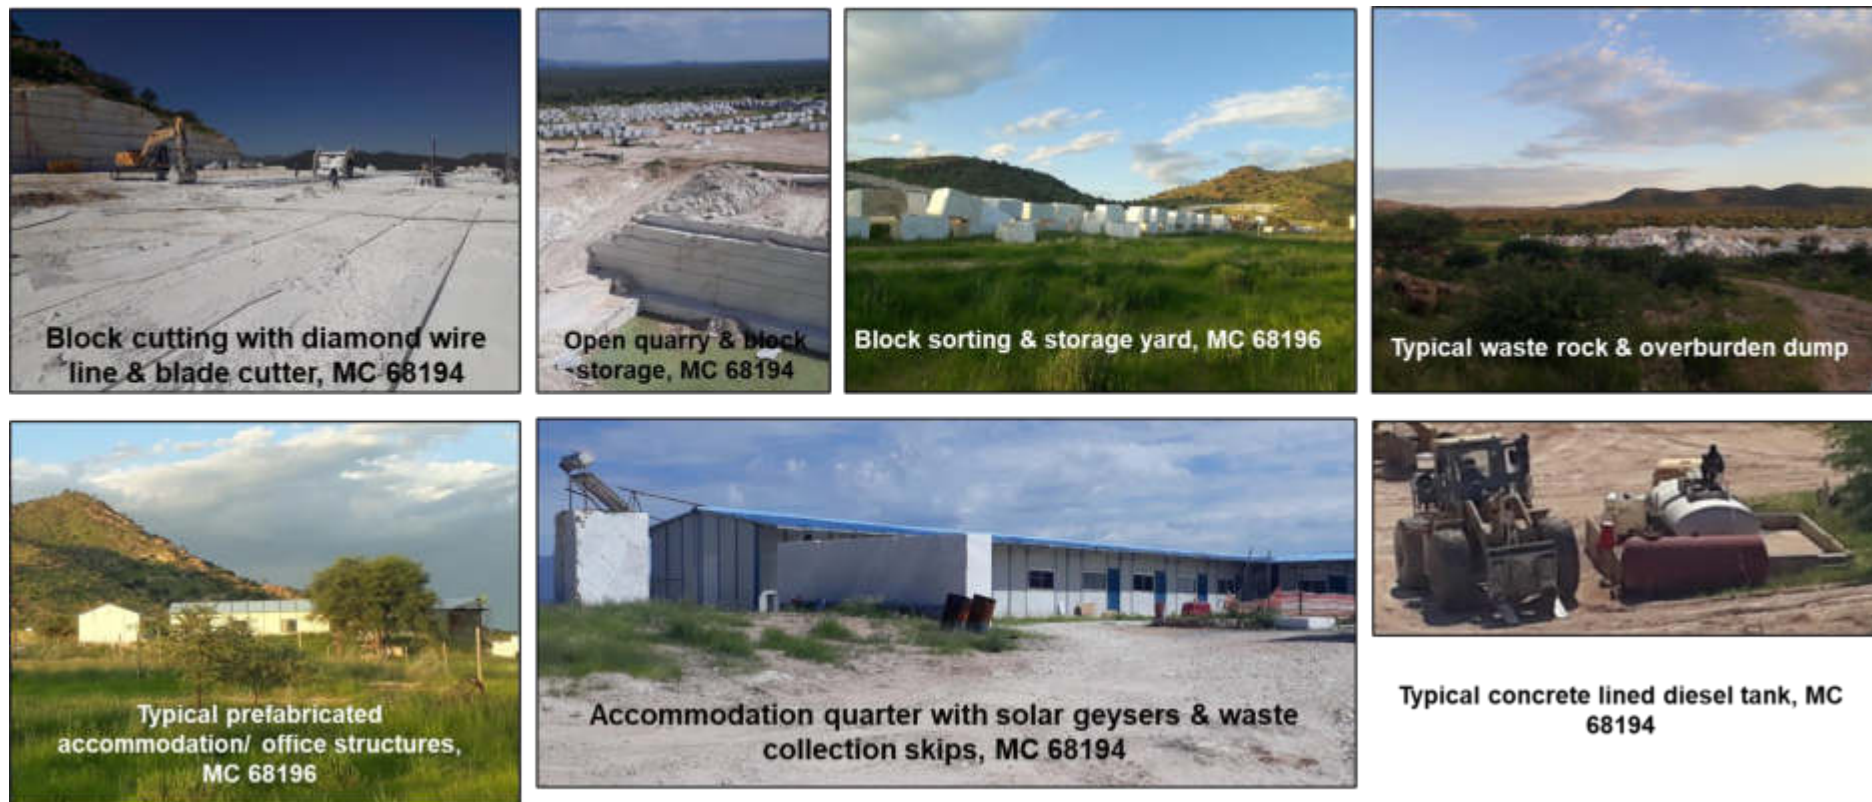 Block cutting with diamond wire
line & blade cutter, MC 68194
Open quarry & block
storage, MC 68194
Block sorting & storage yard, MC 68196
Typical waste rock & overburden dump
Typical prefabricated
accommodation/ office structures,
MC 68196
Accommodation quarter with solar geysers & waste
collection skips, MC 68194
Typical concrete lined diesel tank, MC
68194